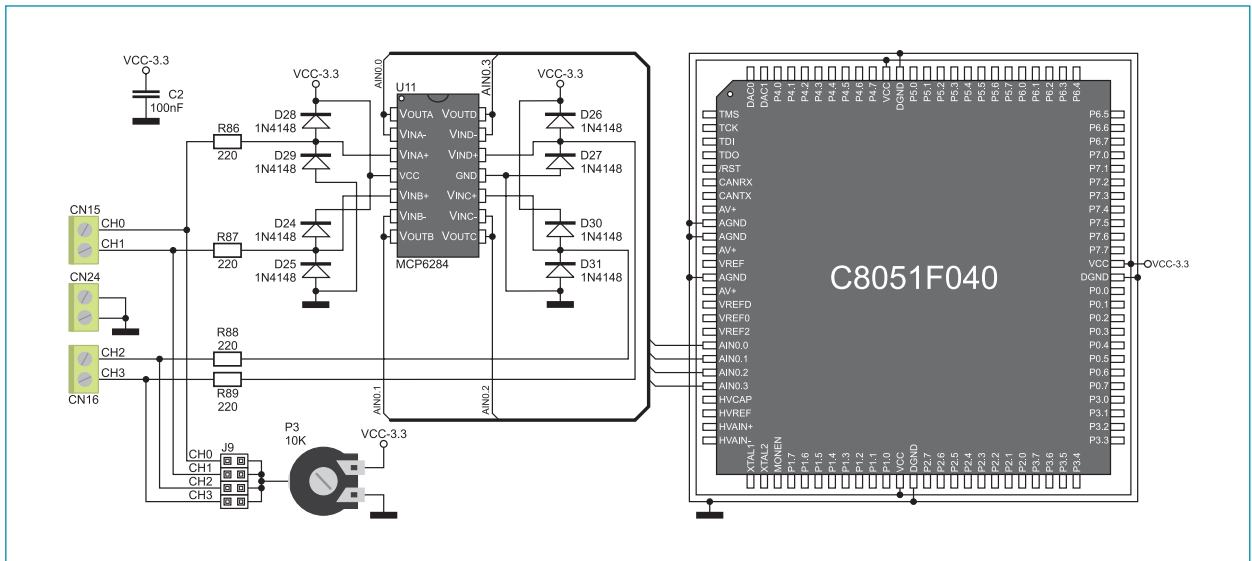 VCC-3.3
C2
100nF
R86
220
CN15
CH0
CH1
R87
220
CN24
CN16
CH2
CH3
R88
220
R89
220
J9
CH0
CH1
CH2
CH3
P3
10K
VCC-3.3
VCC-3.3
D28
1N4148
D29
1N4148
D24
1N4148
D25
1N4148
AIN0.0
AIN0.3
U11
VOUTA
VINA-
VINA+
VCC
VINB+
VINB-
VOUTB
VOUTD
VIND-
VIND+
GND
VINC+
VINC-
VOUTC
MCP6284
AIN0.1
AIN0.2
VCC-3.3
D26
1N4148
D27
1N4148
D30
1N4148
D31
1N4148
DAC0
DAC1
P4.0
P4.1
P4.2
P4.3
P4.4
P4.5
P4.6
P4.7
VCC
DGND
P5.0
P5.1
P5.2
P5.3
P5.4
P5.5
P5.6
P5.7
P6.0
P6.1
P6.2
P6.3
P6.4
TMS
TCK
TDI
TDO
/RST
CANRX
CANTX
AV+
AGND
AGND
AV+
VREF
AGND
AV+
VREFD
VREF0
VREF2
AIN0.0
AIN0.1
AIN0.2
AIN0.3
HVCAP
HVREF
HVAIN+
HVAIN-
C8051F040
P6.5
P6.6
P6.7
P7.0
P7.1
P7.2
P7.3
P7.4
P7.5
P7.6
P7.7
VCC
DGND
P0.0
P0.1
P0.2
P0.3
P0.4
P0.5
P0.6
P0.7
P3.0
P3.1
P3.2
P3.3
VCC-3.3
XTAL1
XTAL2
MONEN
P1.7
P1.6
P1.5
P1.4
P1.3
P1.2
P1.1
P1.0
VCC
DGND
P2.7
P2.6
P2.5
P2.4
P2.3
P2.2
P2.1
P2.0
P3.7
P3.6
P3.5
P3.4